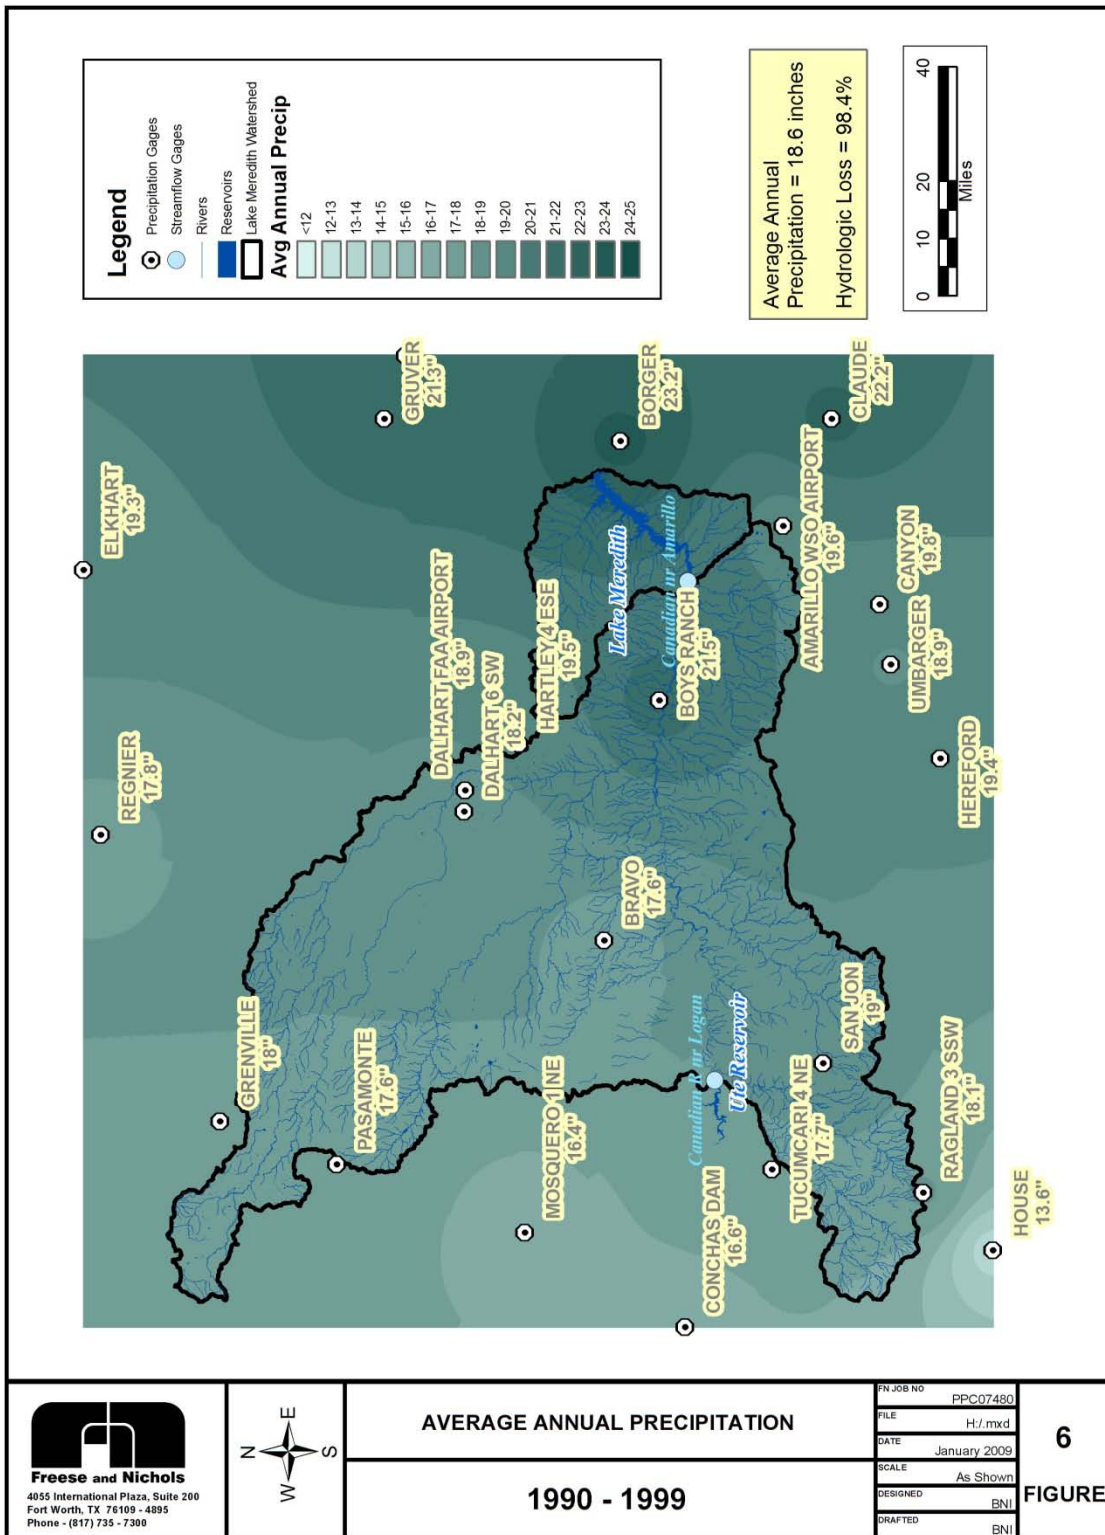 Legend
Precipitation Gages
Streamflow Gages
Rivers
Reservoirs
Lake Meredith Watershed
Avg Annual Precip
<12
12-13
13-14
14-15
15-16
16-17
17-18
18-19
19-20
20-21
21-22
22-23
23-24
24-25
Average Annual
Precipitation = 18.6 inches
Hydrologic Loss = 98.4%
0 10 20 40
Miles
ELKHART
19.3"
REGNIER
17.8"
GRUVER
21.3"
GRENVILLE
18"
PASAMONTE
17.6"
DALHART FAA AIRPORT
18.9"
DALHART 6 SW
18.2"
HARTLEY 4 ESE
19.5"
BORGER
23.2"
Lake Meredith
Canadian nr Amarillo
BOYS RANCH
21.5"
BRAVO
17.6"
MOSQUERO 1 NE
16.4"
Canadian R nr Logan
Ute Reservoir
CONCHAS DAM
16.6"
TUCUMCARI 4 NE
17.7"
SAN JON
19"
RAGLAND 3 SSW
18.1"
HOUSE
13.6"
AMARILLO WSO AIRPORT
19.6"
CLAUDE
22.2"
CANYON
19.8"
UMBARGER
18.9"
HEREFORD
19.4"
Freese and Nichols
4055 International Plaza, Suite 200
Fort Worth, TX 76109 - 4895
Phone - (817) 735 - 7300
N
E
S
W
AVERAGE ANNUAL PRECIPITATION
1990 - 1999
FN JOB NO
PPC07480
FILE
H:/.mxd
DATE
January 2009
SCALE
As Shown
DESIGNED
BNI
DRAFTED
BNI
6
FIGURE